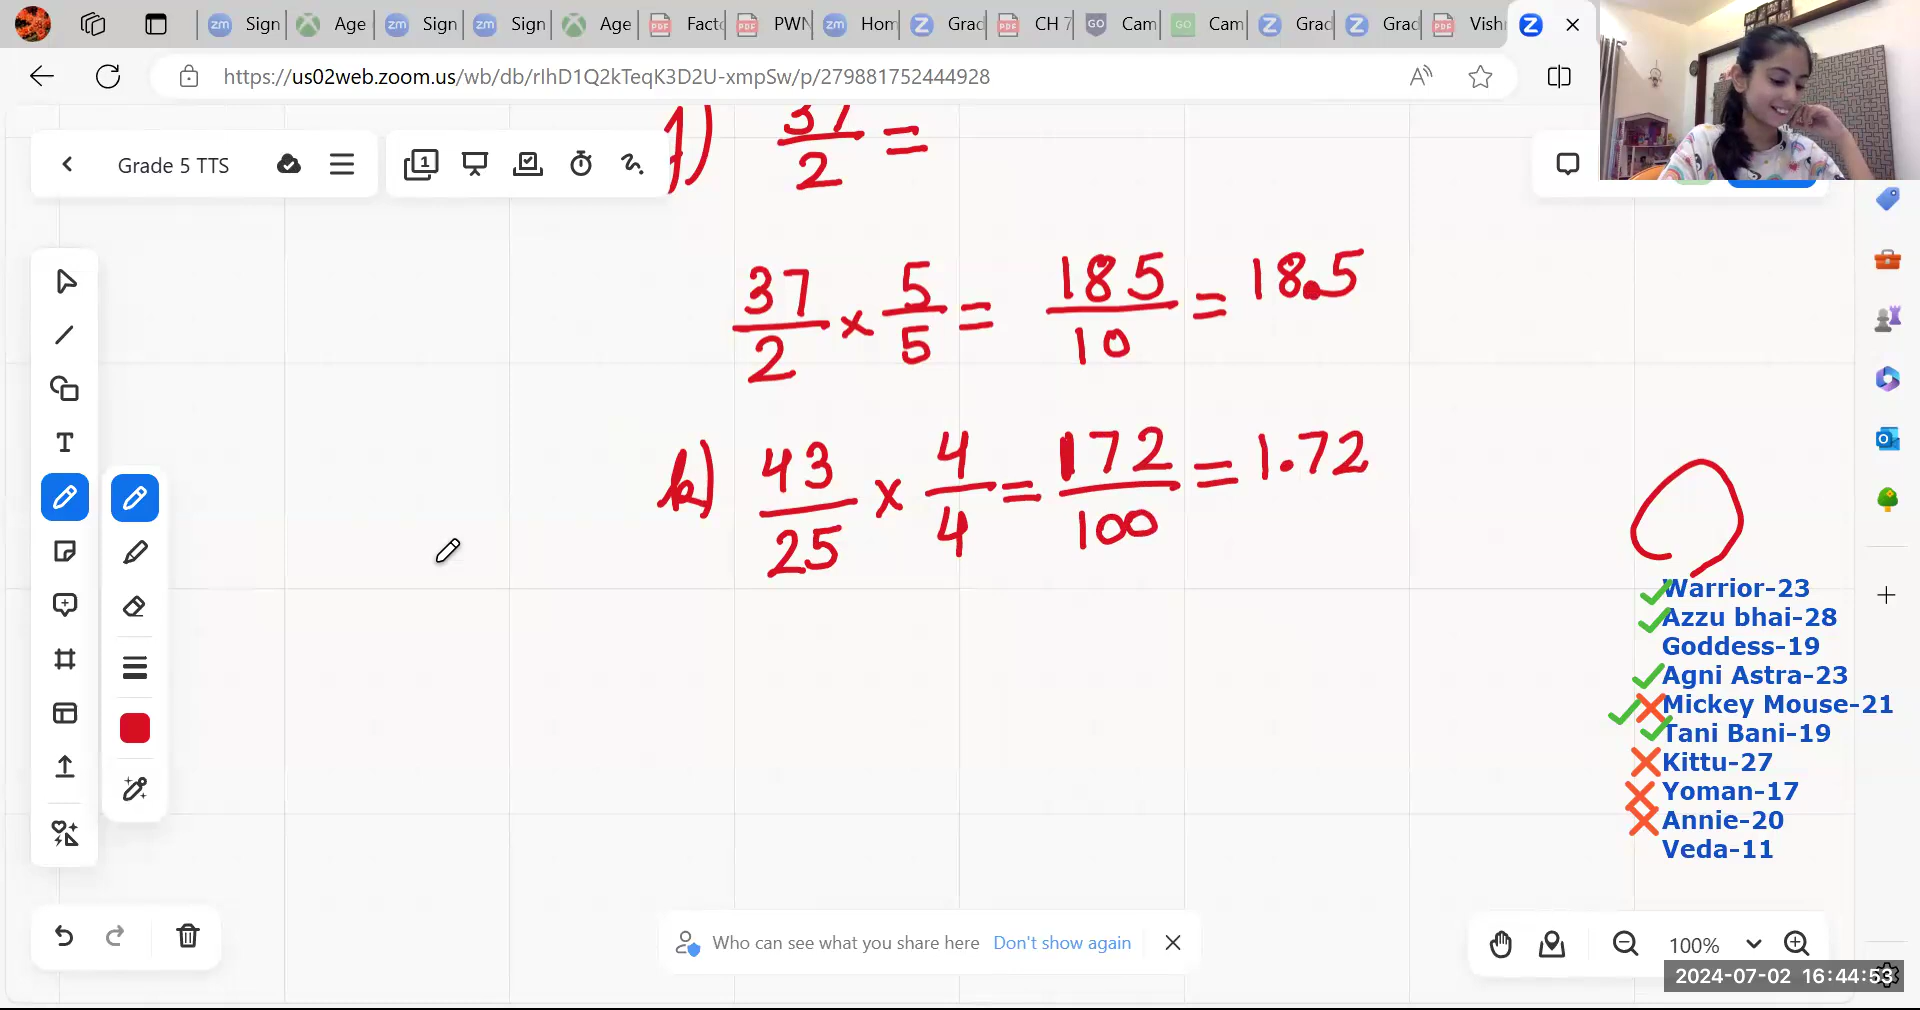 Sign
Age
Sign
Sign
Age
Facto
PWN
Hom
Grad
CH 7
Cam
Cam
Grad
Grad
Vish
https://us02web.zoom.us/wb/db/rIhD1Q2kTeqK3D2U-xmpSw/p/279881752444928
Grade 5 TTS
1
j) 37/2 =
37/2 × 5/5 = 185/10 = 18.5
k) 43/25 × 4/4 = 172/100 = 1.72
Warrior-23
Azzu bhai-28
Goddess-19
Agni Astra-23
Mickey Mouse-21
Tani Bani-19
Kittu-27
Yoman-17
Annie-20
Veda-11
Who can see what you share here Don't show again
100%
2024-07-02 16:44:53